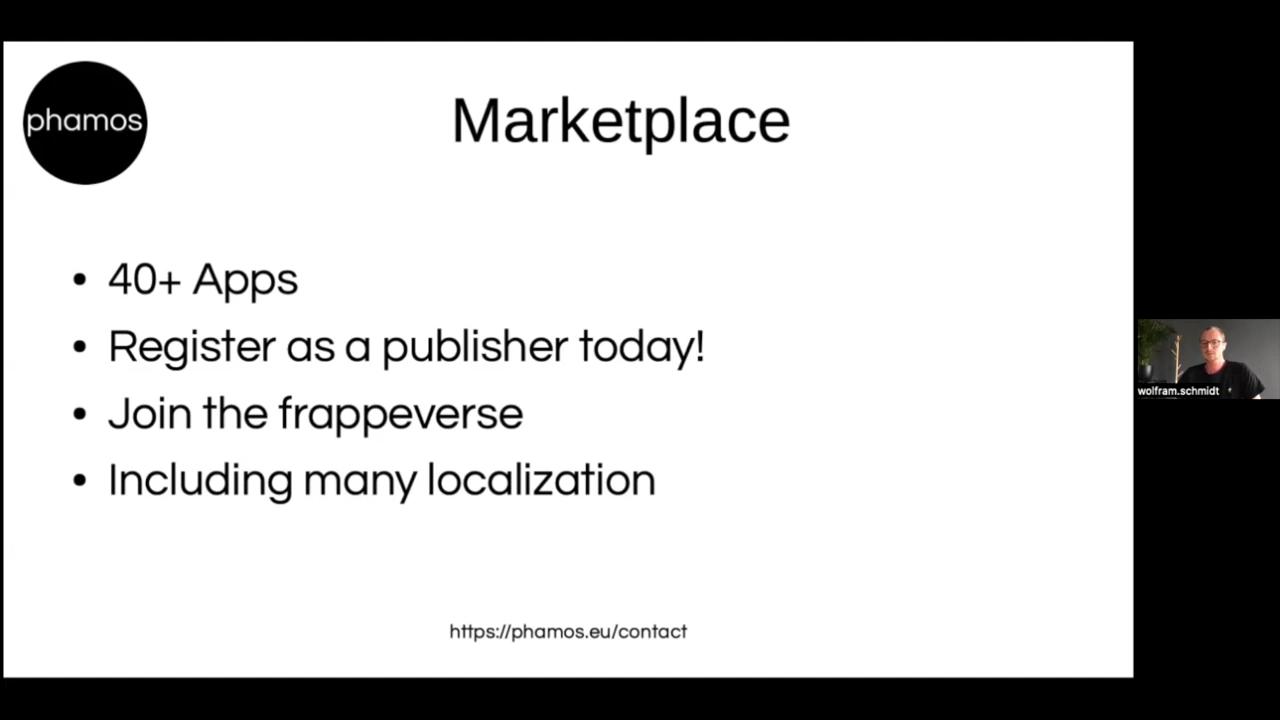 phamos
Marketplace
• 40+ Apps
• Register as a publisher today!
• Join the frappeverse
• Including many localization
https://phamos.eu/contact
wolfram.schmidt